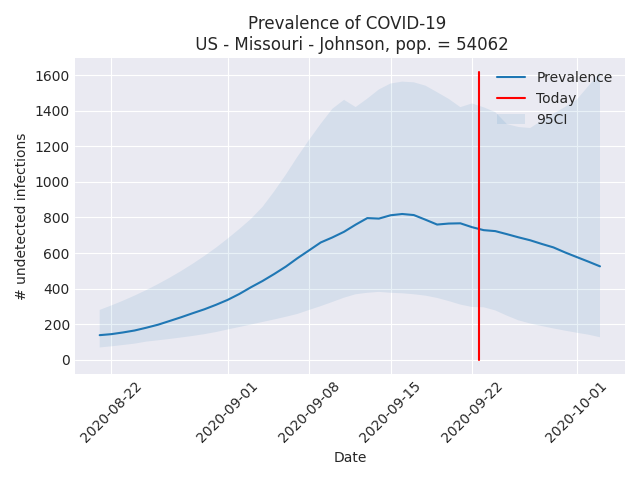 Prevalence of COVID-19
US - Missouri - Johnson, pop. = 54062
1600
1400
1200
1000
800
600
400
200
0
# undetected infections
Prevalence
Today
95CI
2020-08-22
2020-09-01
2020-09-08
2020-09-15
2020-09-22
2020-10-01
Date